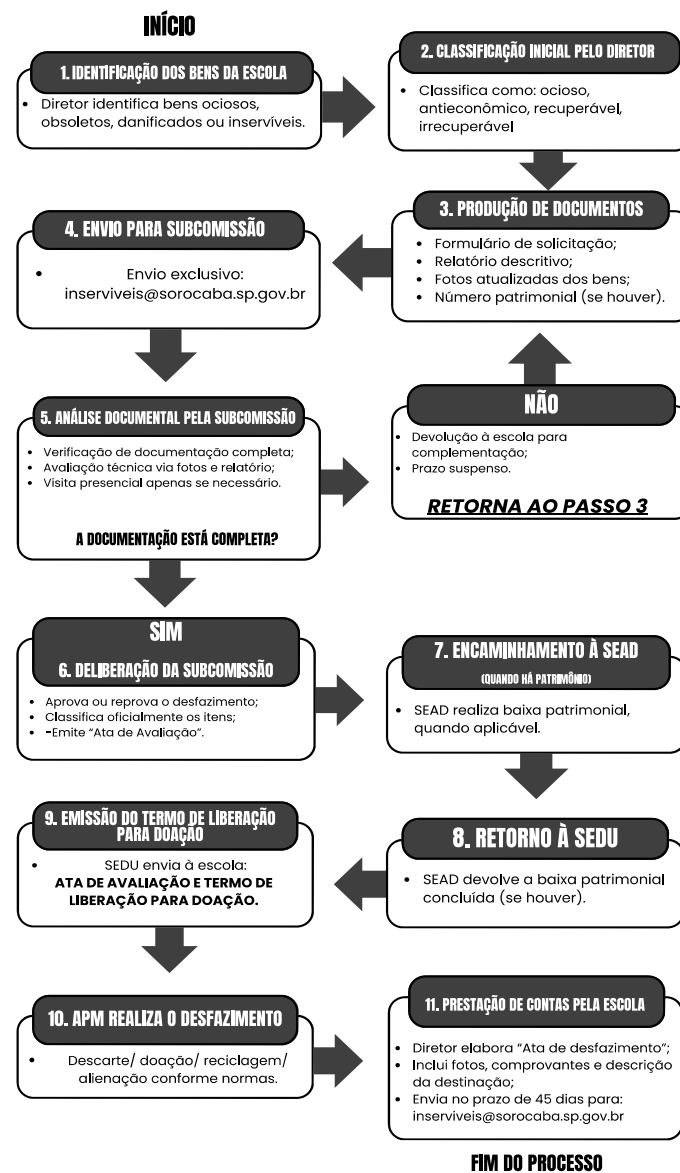 INÍCIO
1. IDENTIFICAÇÃO DOS BENS DA ESCOLA
• Diretor identifica bens ociosos,
obsoletos, danificados ou inservíveis.
2. CLASSIFICAÇÃO INICIAL PELO DIRETOR
• Classifica como: ocioso,
antieconômico, recuperável,
irrecuperável
3. PRODUÇÃO DE DOCUMENTOS
• Formulário de solicitação;
• Relatório descritivo;
• Fotos atualizadas dos bens;
• Número patrimonial (se houver).
4. ENVIO PARA SUBCOMISSÃO
• Envio exclusivo:
inserviveis@sorocaba.sp.gov.br
5. ANÁLISE DOCUMENTAL PELA SUBCOMISSÃO
• Verificação de documentação completa;
• Avaliação técnica via fotos e relatório;
• Visita presencial apenas se necessário.
A DOCUMENTAÇÃO ESTÁ COMPLETA?
NÃO
• Devolução à escola para
complementação;
• Prazo suspenso.
RETORNA AO PASSO 3
SIM
6. DELIBERAÇÃO DA SUBCOMISSÃO
• Aprova ou reprova o desfazimento;
• Classifica oficialmente os itens;
• -Emite “Ata de Avaliação”.
7. ENCAMINHAMENTO À SEAD
(QUANDO HÁ PATRIMÔNIO)
• SEAD realiza baixa patrimonial,
quando aplicável.
8. RETORNO À SEDU
• SEAD devolve a baixa patrimonial
concluída (se houver).
9. EMISSÃO DO TERMO DE LIBERAÇÃO
PARA DOAÇÃO
• SEDU envia à escola:
ATA DE AVALIAÇÃO E TERMO DE
LIBERAÇÃO PARA DOAÇÃO.
10. APM REALIZA O DESFAZIMENTO
• Descarte/ doação/ reciclagem/
alienação conforme normas.
11. PRESTAÇÃO DE CONTAS PELA ESCOLA
• Diretor elabora “Ata de desfazimento”;
• Inclui fotos, comprovantes e descrição
da destinação;
• Envia no prazo de 45 dias para:
inserviveis@sorocaba.sp.gov.br
FIM DO PROCESSO